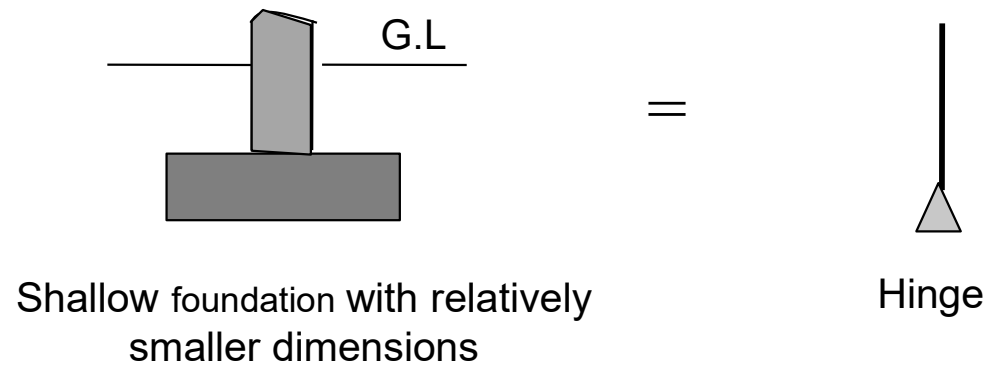 G.L
=
Shallow foundation with relatively
smaller dimensions
Hinge